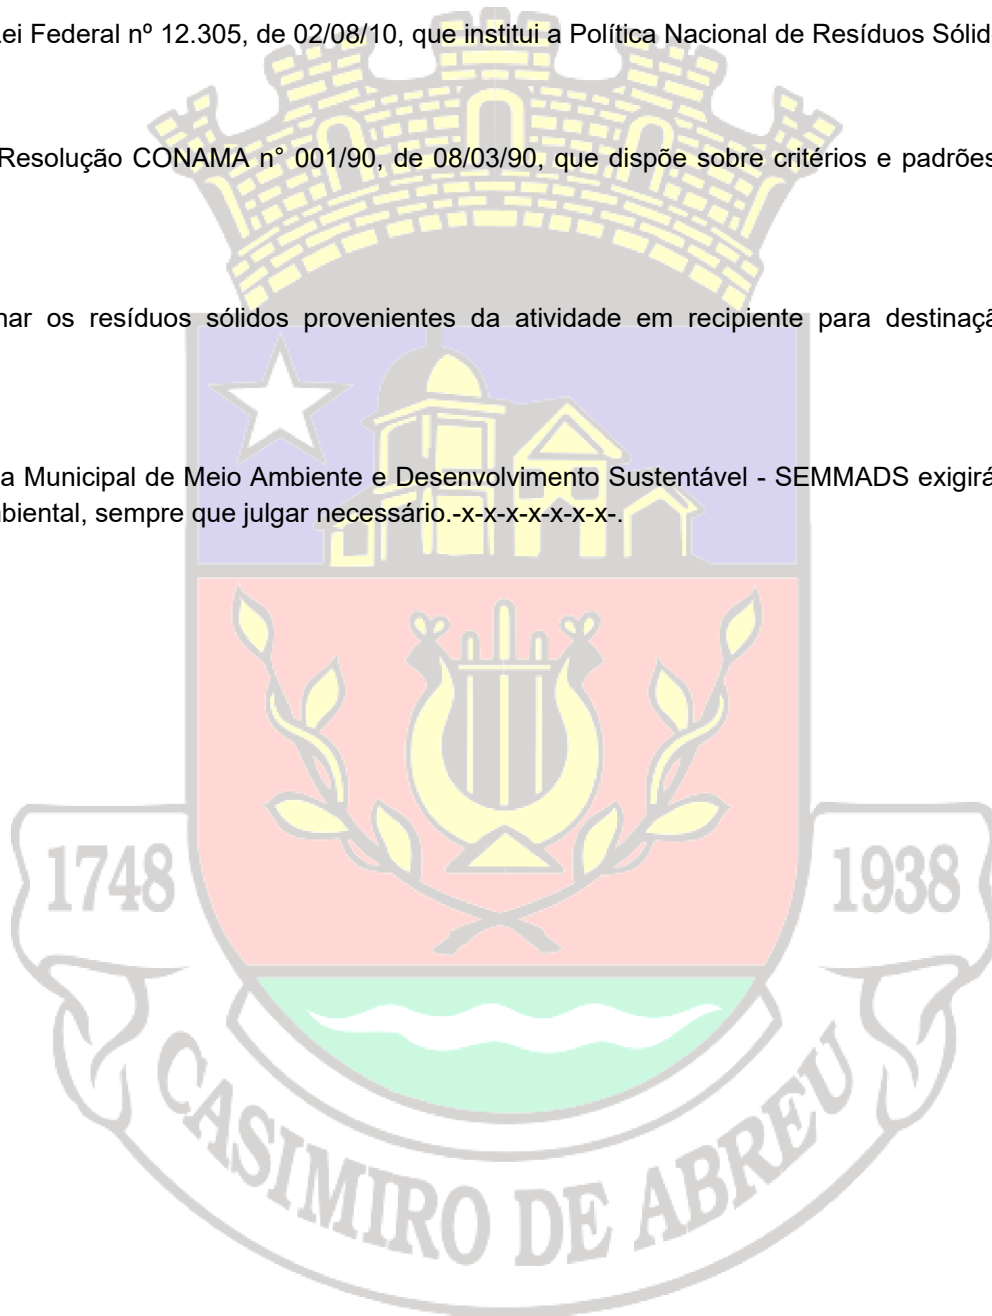 ei Federal nº 12.305, de 02/08/10, que institui a Política Nacional de Resíduos Sólid
Resolução CONAMA n° 001/90, de 08/03/90, que dispõe sobre critérios e padrões
nar os resíduos sólidos provenientes da atividade em recipiente para destinaçã
a Municipal de Meio Ambiente e Desenvolvimento Sustentável - SEMMADS exigirá
biental, sempre que julgar necessário.-x-x-x-x-x-x-x-.
1748
1938
CASIMIRO DE ABREU